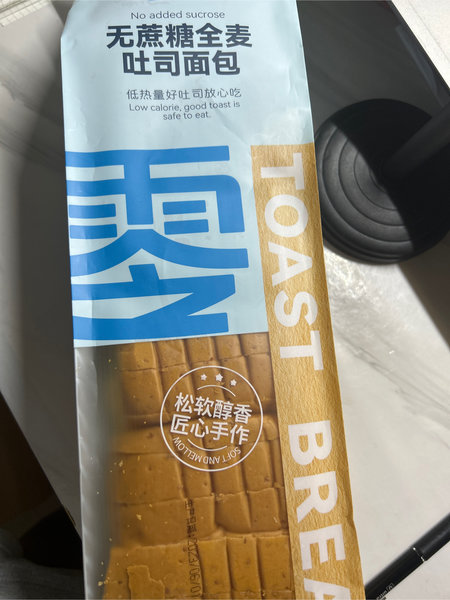 No added sucrose
无蔗糖全麦
吐司面包
低热量好吐司放心吃
Low calorie, good toast is
safe to eat.
零
TOAST BREA
松软醇香
匠心手作
SOFT AND MELLOW